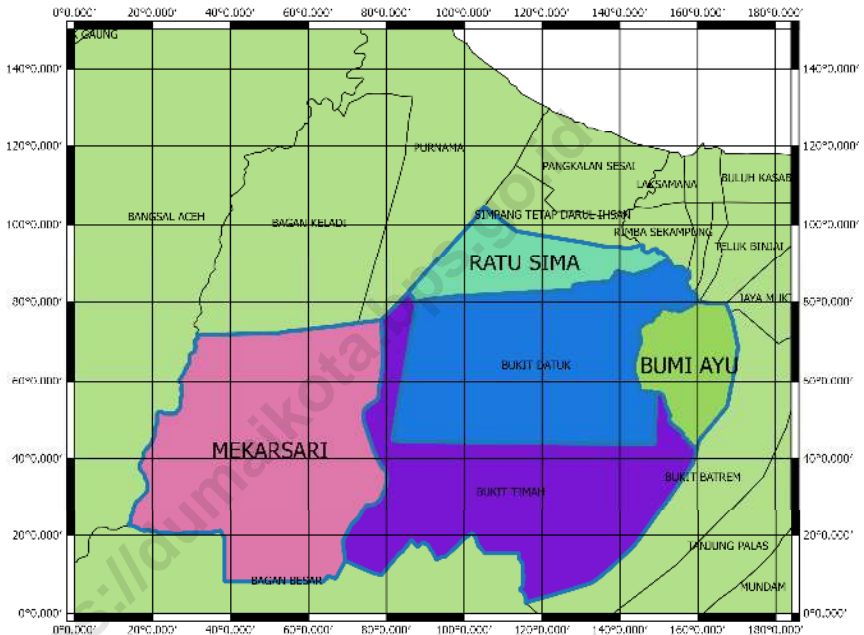 0°0.000' 20°0.000' 40°0.000' 60°0.000' 80°0.000' 100°0.000' 120°0.000' 140°0.000' 160°0.000' 180°0.000'
GAUNG
140°0.000' 140°0.000'
120°0.000' PURNAMA 120°0.000'
PANGKALAN SESAI
LAKSAMANA BULUH KASAB
BANGSAL ACEH BAGAN KELADI SIMPANG TETAP DARUL IHSAN
100°0.000' 100°0.000'
RIMBA SEKAMPUNG
TELUK BINJAI
RATU SIMA
80°0.000' JAYA MUKI
BUKIT DATUK BUMI AYU
60°0.000' 60°0.000'
MEKARSARI
40°0.000' 40°0.000'
BUKIT BATREM
BUKIT TIMAH
20°0.000' 20°0.000'
TANJUNG PALAS
BAGAN BESAR MUNDAM
0°0.000' 0°0.000'
0°0.000' 20°0.000' 40°0.000' 60°0.000' 80°0.000' 100°0.000' 120°0.000' 140°0.000' 160°0.000' 180°0.000'
s://dumaikota.bps.go.id